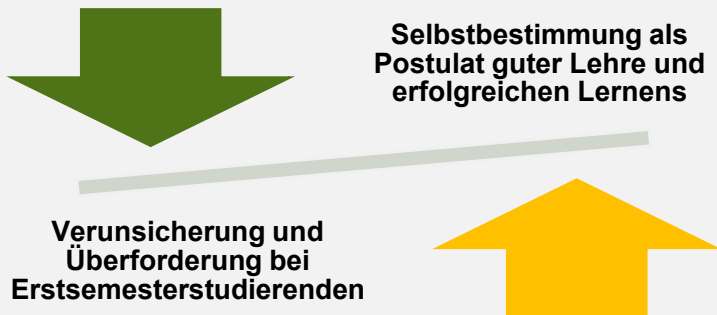 Selbstbestimmung als
Postulat guter Lehre und
erfolgreichen Lernens
Verunsicherung und
Überforderung bei
Erstsemesterstudierenden